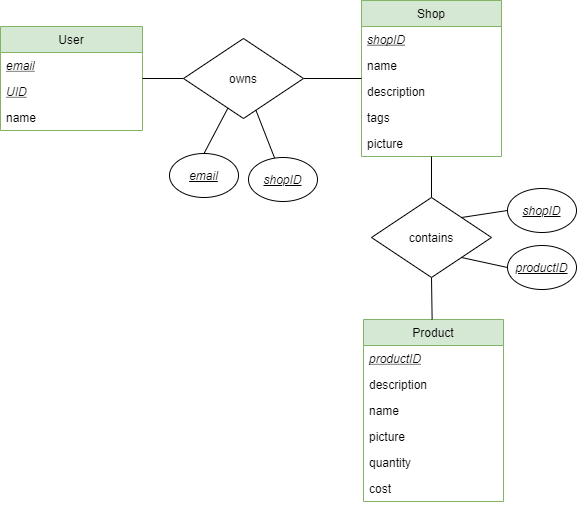 User
email
UID
name
owns
email
shopID
Shop
shopID
name
description
tags
picture
contains
shopID
productID
Product
productID
description
name
picture
quantity
cost